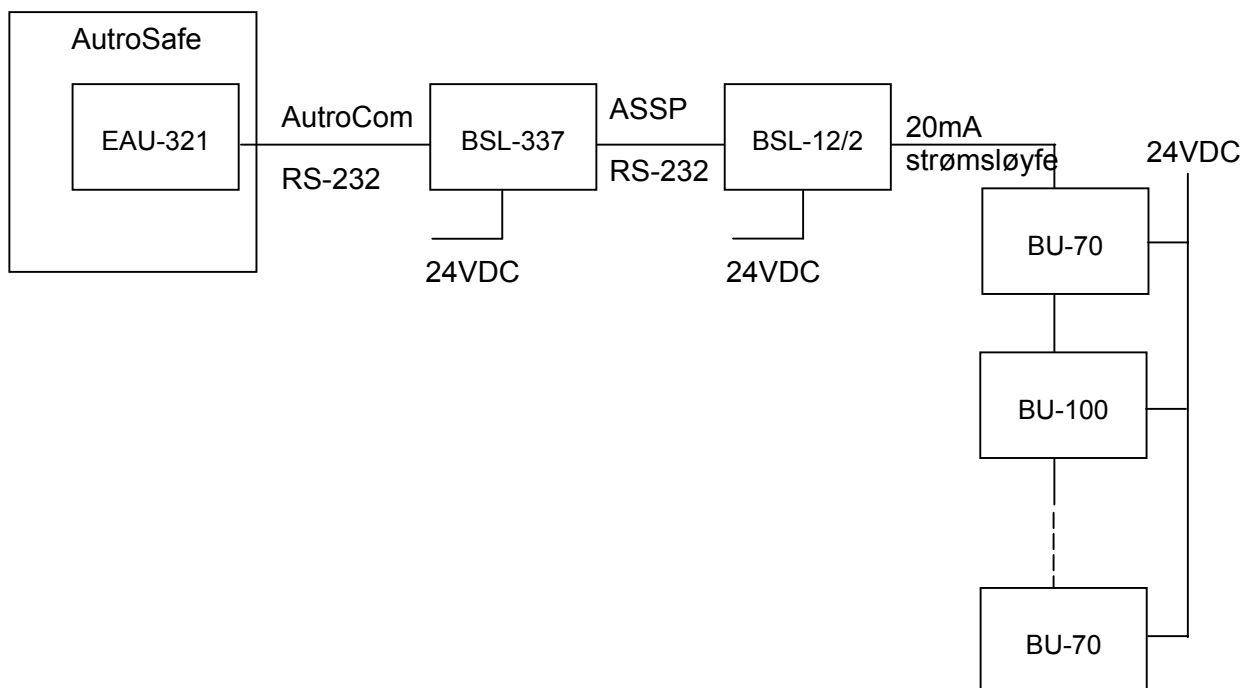 AutroSafe
EAU-321
AutroCom
RS-232
BSL-337
24VDC
ASSP
RS-232
BSL-12/2
24VDC
20mA
strømsløyfe
24VDC
BU-70
BU-100
BU-70